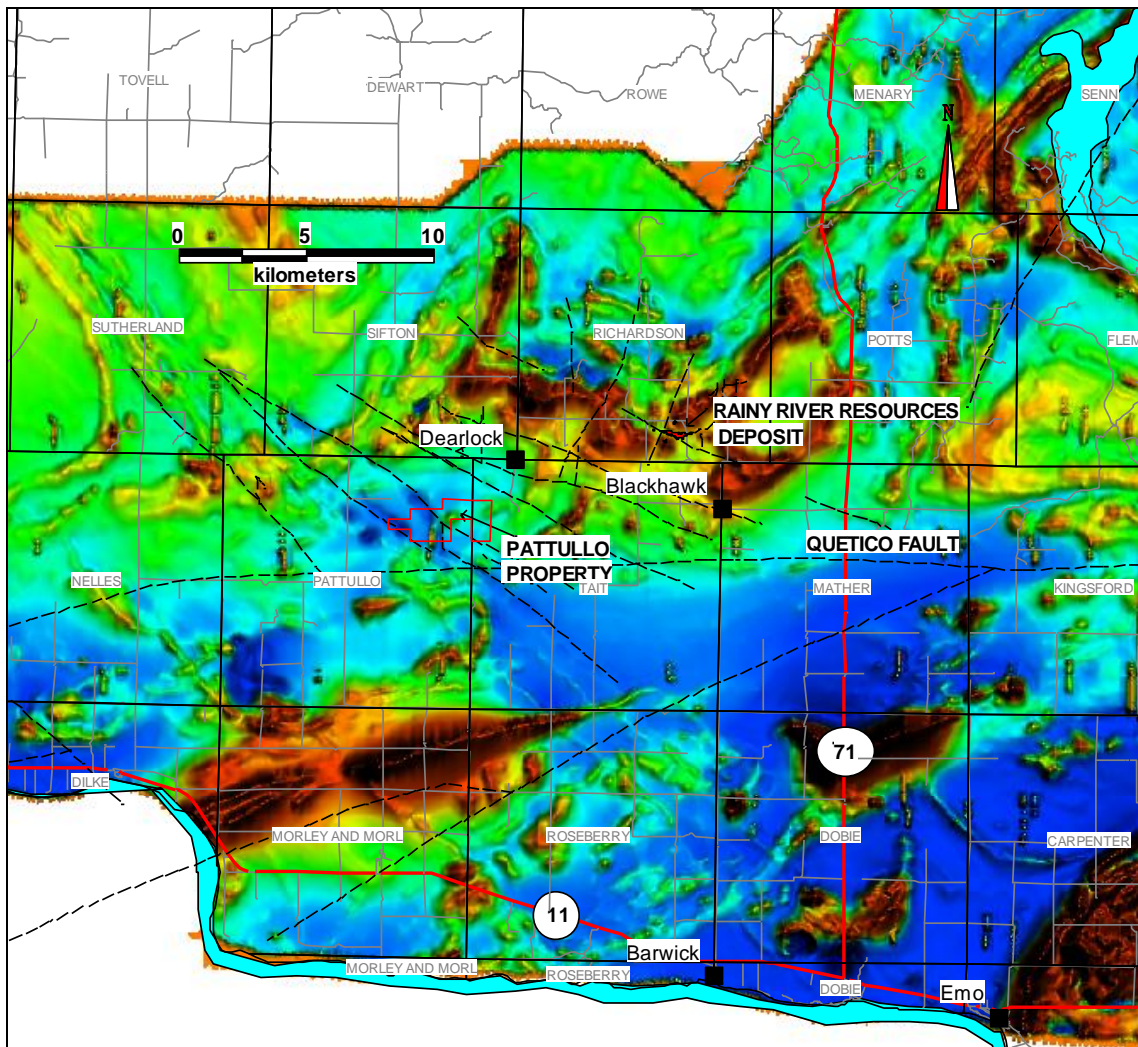 TOVELL
DEWART
ROWE
MENARY
SENN
N
0 5 10
kilometers
SUTHERLAND
SIFTON
RICHARDSON
POTTS
FLEM
RAINY RIVER RESOURCES
DEPOSIT
Dearlock
Blackhawk
PATTULLO
PROPERTY
QUETICO FAULT
NELLES
PATTULLO
TAIT
MATHER
KINGSFORD
71
DILKE
MORLEY AND MORL
ROSEBERRY
DOBIE
CARPENTER
11
Barwick
MORLEY AND MORL
ROSEBERRY
DOBIE
Emo